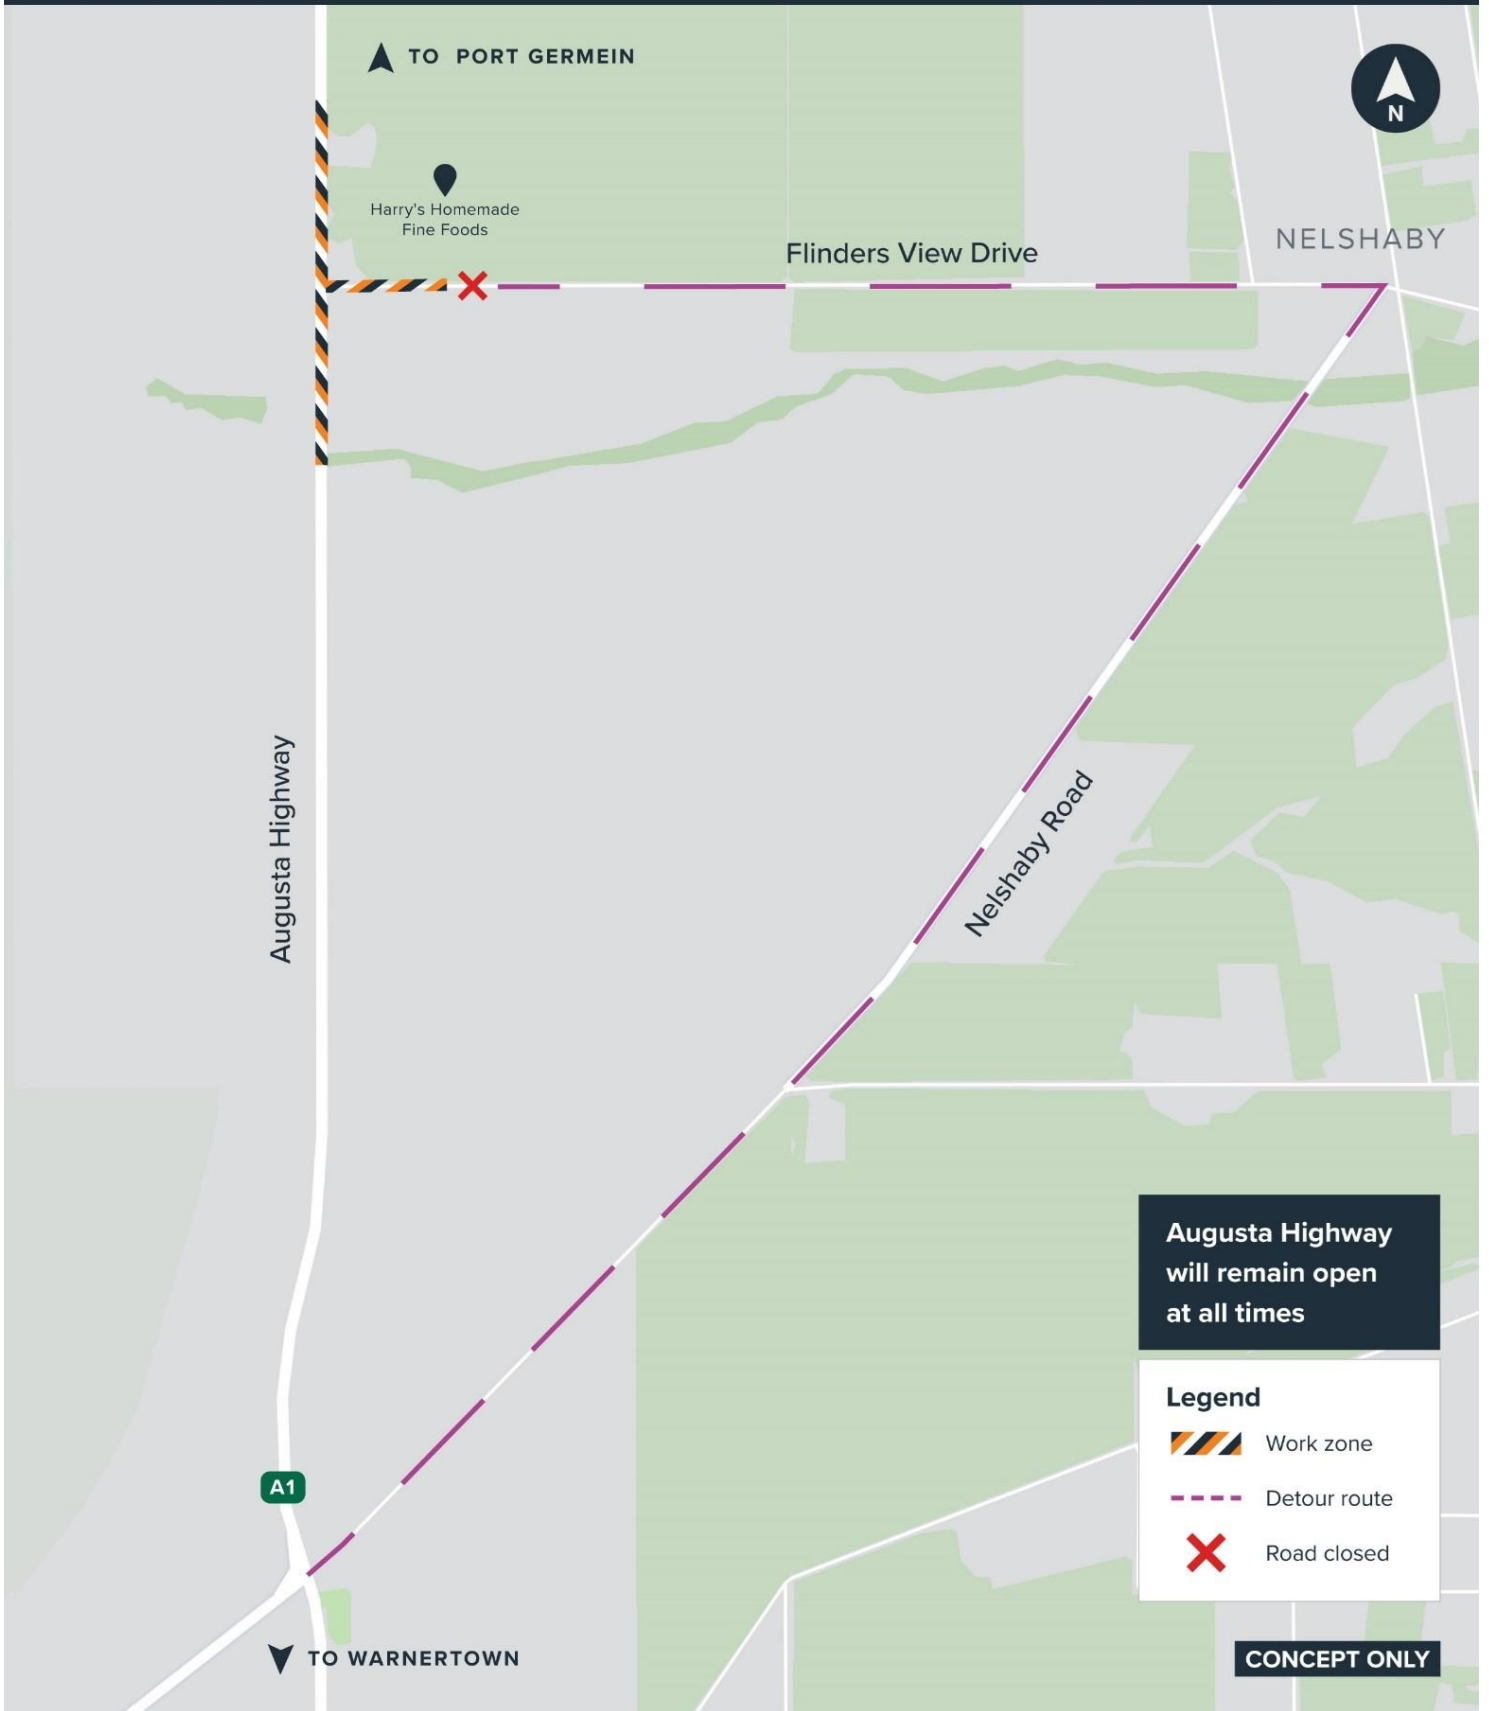 TO PORT GERMEIN
N
Harry's Homemade
Fine Foods
Flinders View Drive
NELSHABY
Augusta Highway
Nelshaby Road
Augusta Highway
will remain open
at all times
Legend
Work zone
Detour route
Road closed
A1
TO WARNERTOWN
CONCEPT ONLY